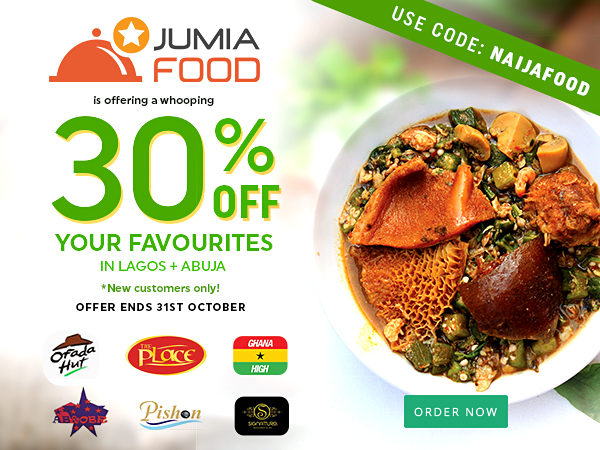 JUMIA
FOOD
USE CODE: NAIJAFOOD
is offering a whooping
30% OFF
YOUR FAVOURITES
IN LAGOS + ABUJA
*New customers only!
OFFER ENDS 31ST OCTOBER
Ofada
Hut
THE
PLACE
GHANA
HIGH
Pishon
SIGNATURE
ORDER NOW